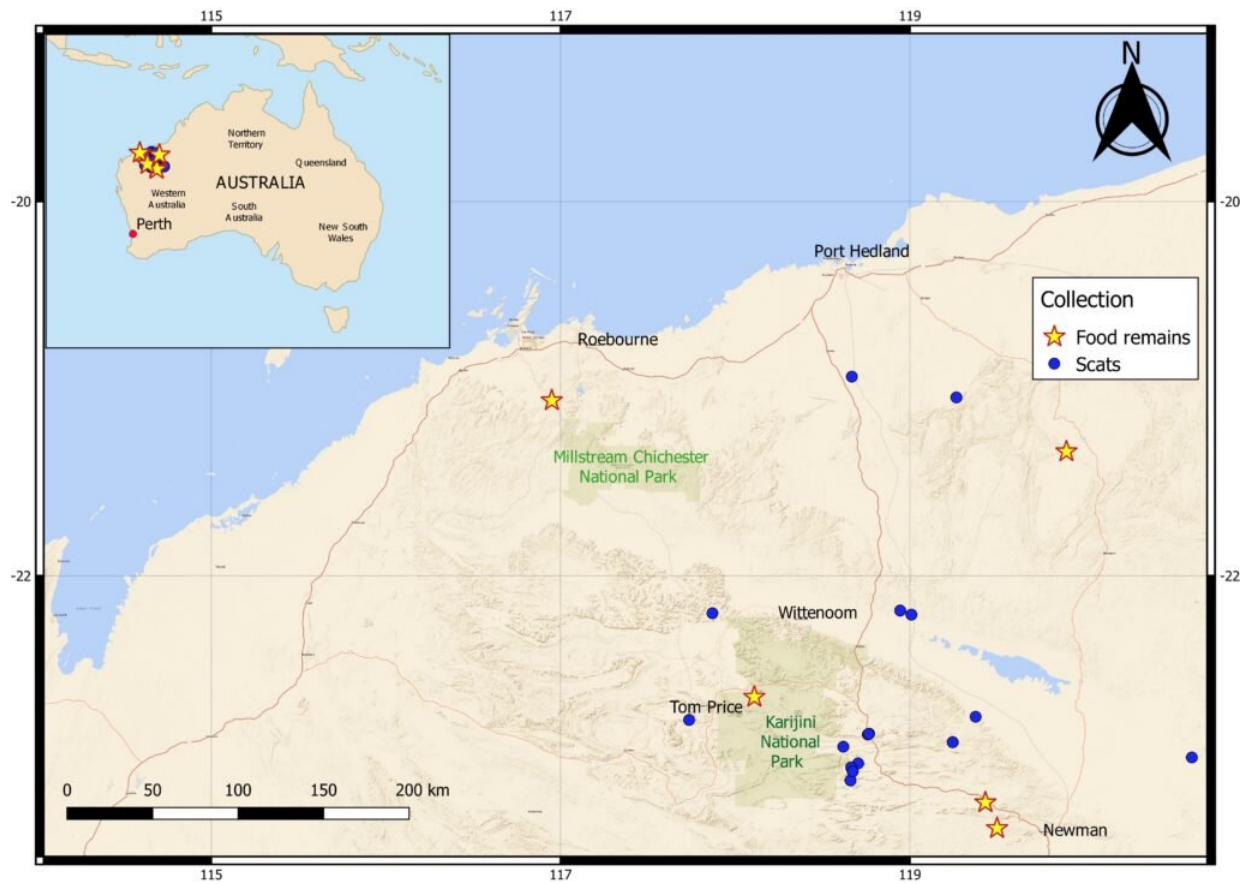 115
117
119
Northern
Territory
Queensland
AUSTRALIA
Western
Australia
South
Australia
New South
Wales
Perth
N
-20
-20
Port Hedland
Collection
Food remains
Scats
Roebourne
Millstream Chichester
National Park
-22
-22
Wittenoom
Tom Price
Karijini
National
Park
0
50
100
150
200 km
Newman
115
117
119